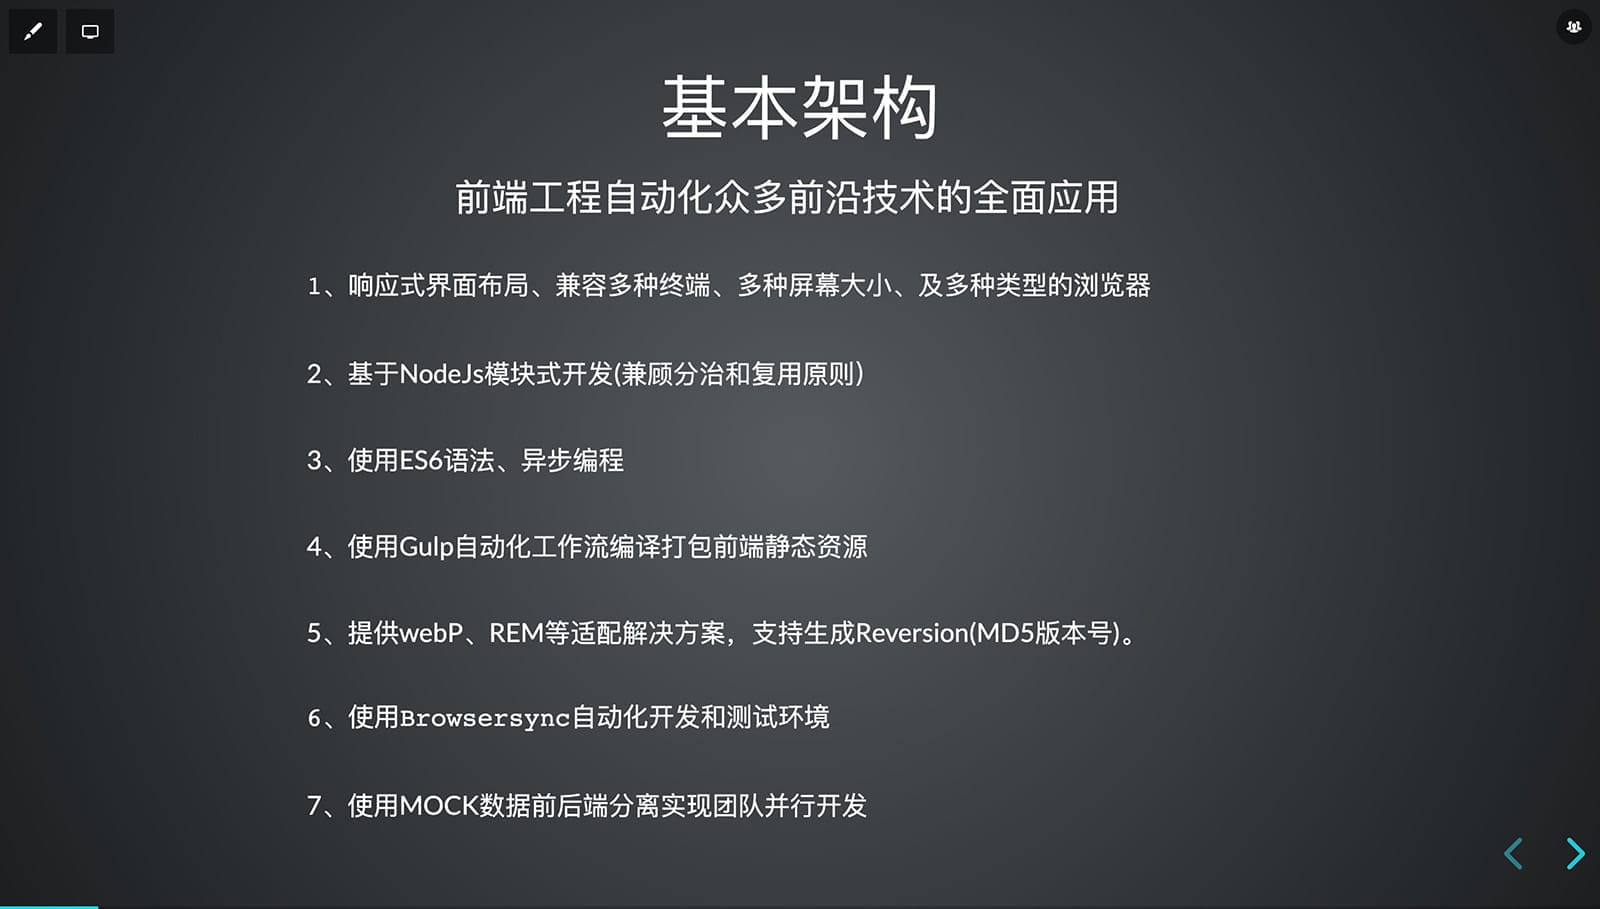 基本架构
前端工程自动化众多前沿技术的全面应用
1、响应式界面布局、兼容多种终端、多种屏幕大小、及多种类型的浏览器
2、基于NodeJs模块式开发(兼顾分治和复用原则）
3、使用ES6语法、异步编程
4、使用Gulp自动化工作流编译打包前端静态资源
5、提供webP、REM等适配解决方案，支持生成Reversion(MD5版本号)。
6、使用Browsersync自动化开发和测试环境
7、使用MOCK数据前后端分离实现团队并行开发